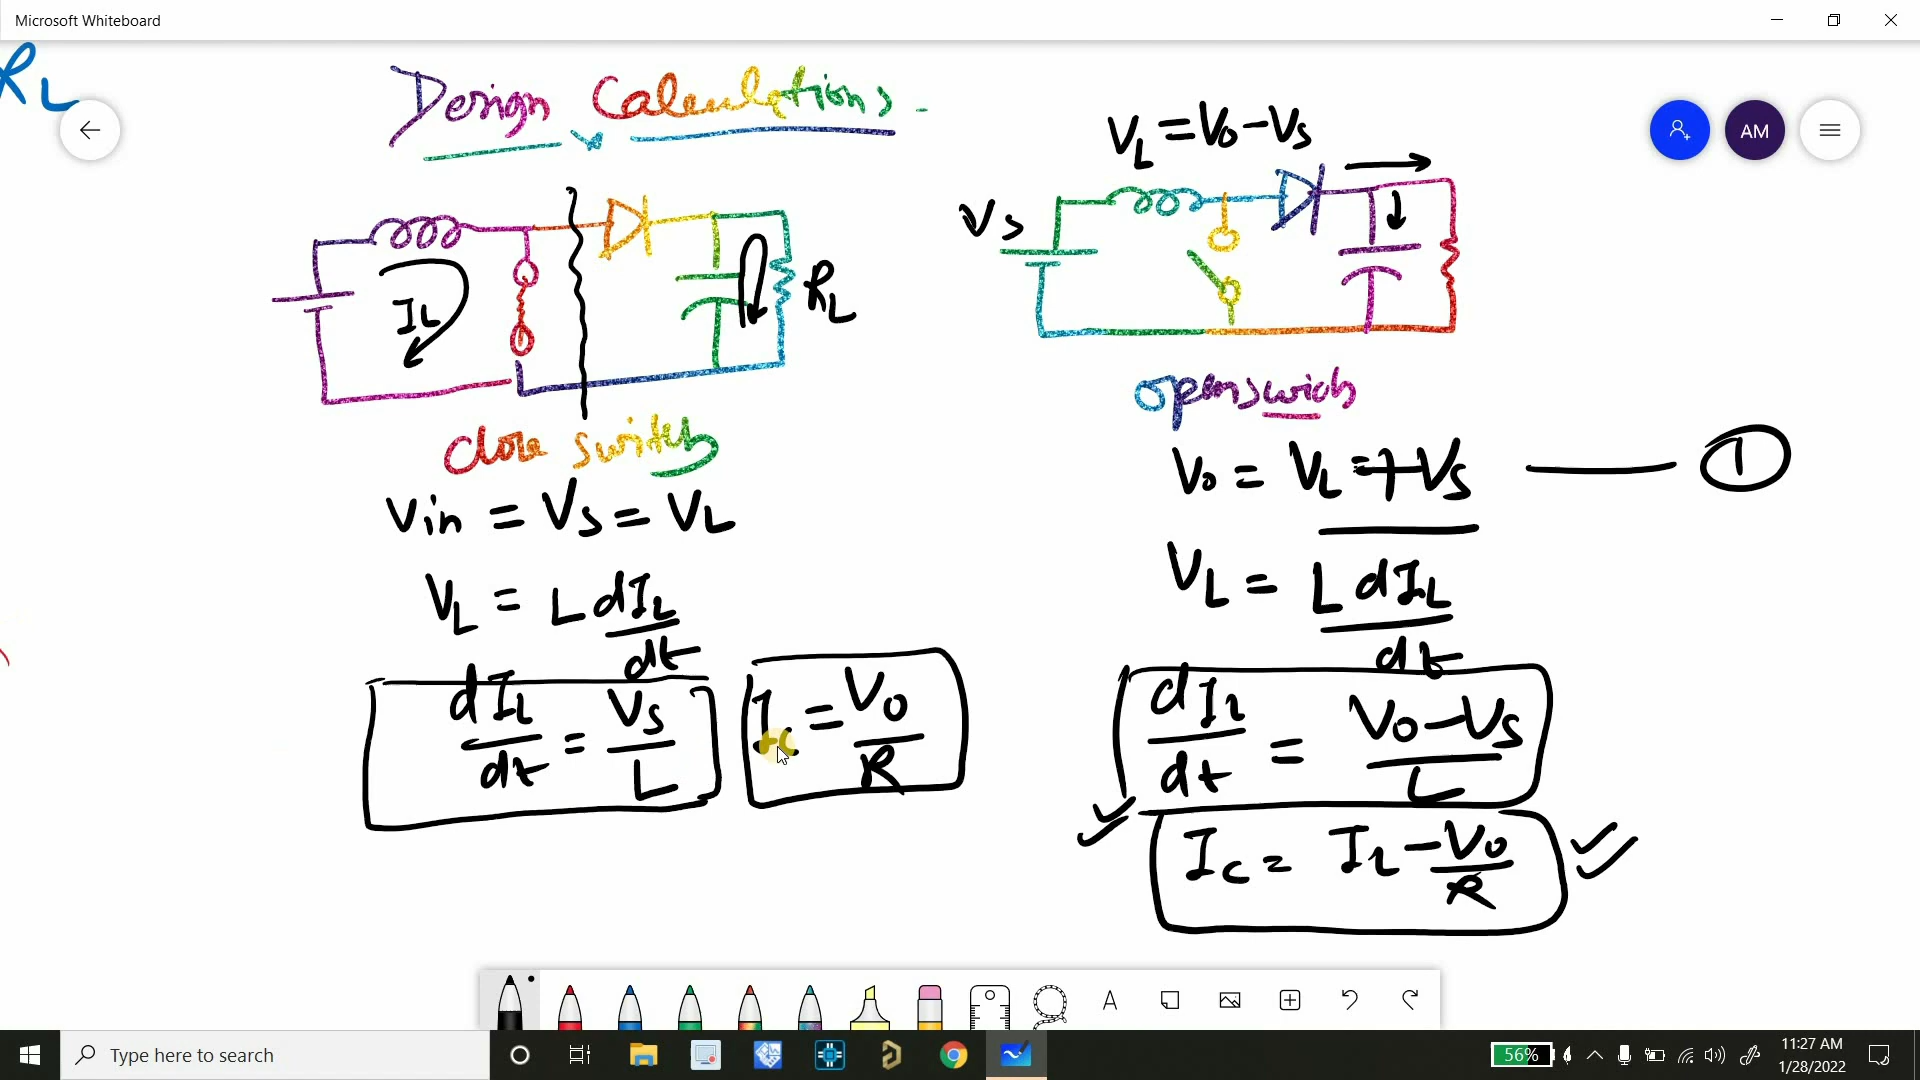 Microsoft Whiteboard
RL
Design Calculations
AM
VL = Vo - Vs
Vs
IL
RL
close switch
openswich
Vin = Vs = VL
Vo = VL = + Vs
1
VL = L dIL/dt
VL = L dIL/dt
dIL/dt = Vs/L
Ic = Vo/R
dIL/dt = Vo-Vs/L
Ic = IL - Vo/R
A
Type here to search
56%
11:27 AM
1/28/2022